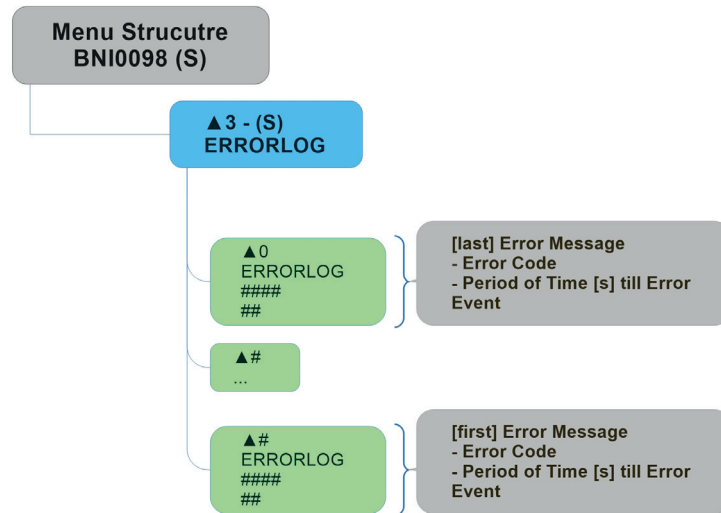 Menu Strucutre
BNI0098 (S)
▲3 - (S)
ERRORLOG
▲0
ERRORLOG
####
##
[last] Error Message
- Error Code
- Period of Time [s] till Error
Event
▲#
...
▲#
ERRORLOG
####
##
[first] Error Message
- Error Code
- Period of Time [s] till Error
Event